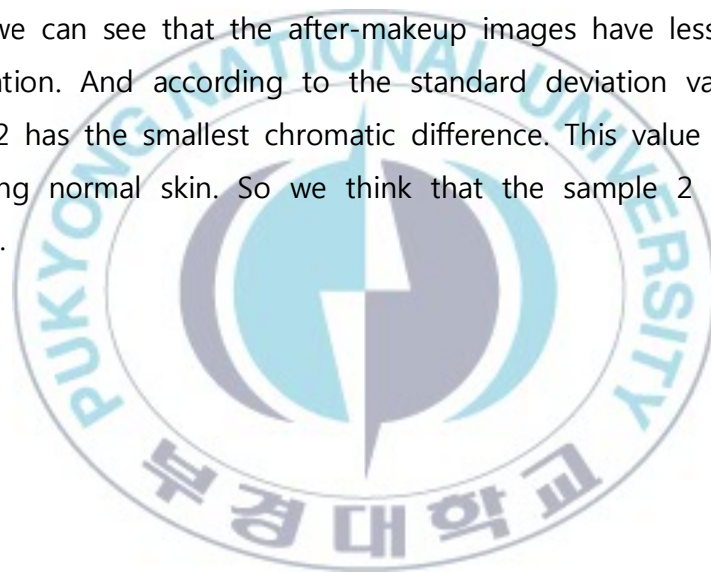 we can see that the after-makeup images have less
ation. And according to the standard deviation va
2 has the smallest chromatic difference. This value
ng normal skin. So we think that the sample 2
.
PUKYONG NATIONAL UNIVERSITY
부경대학교